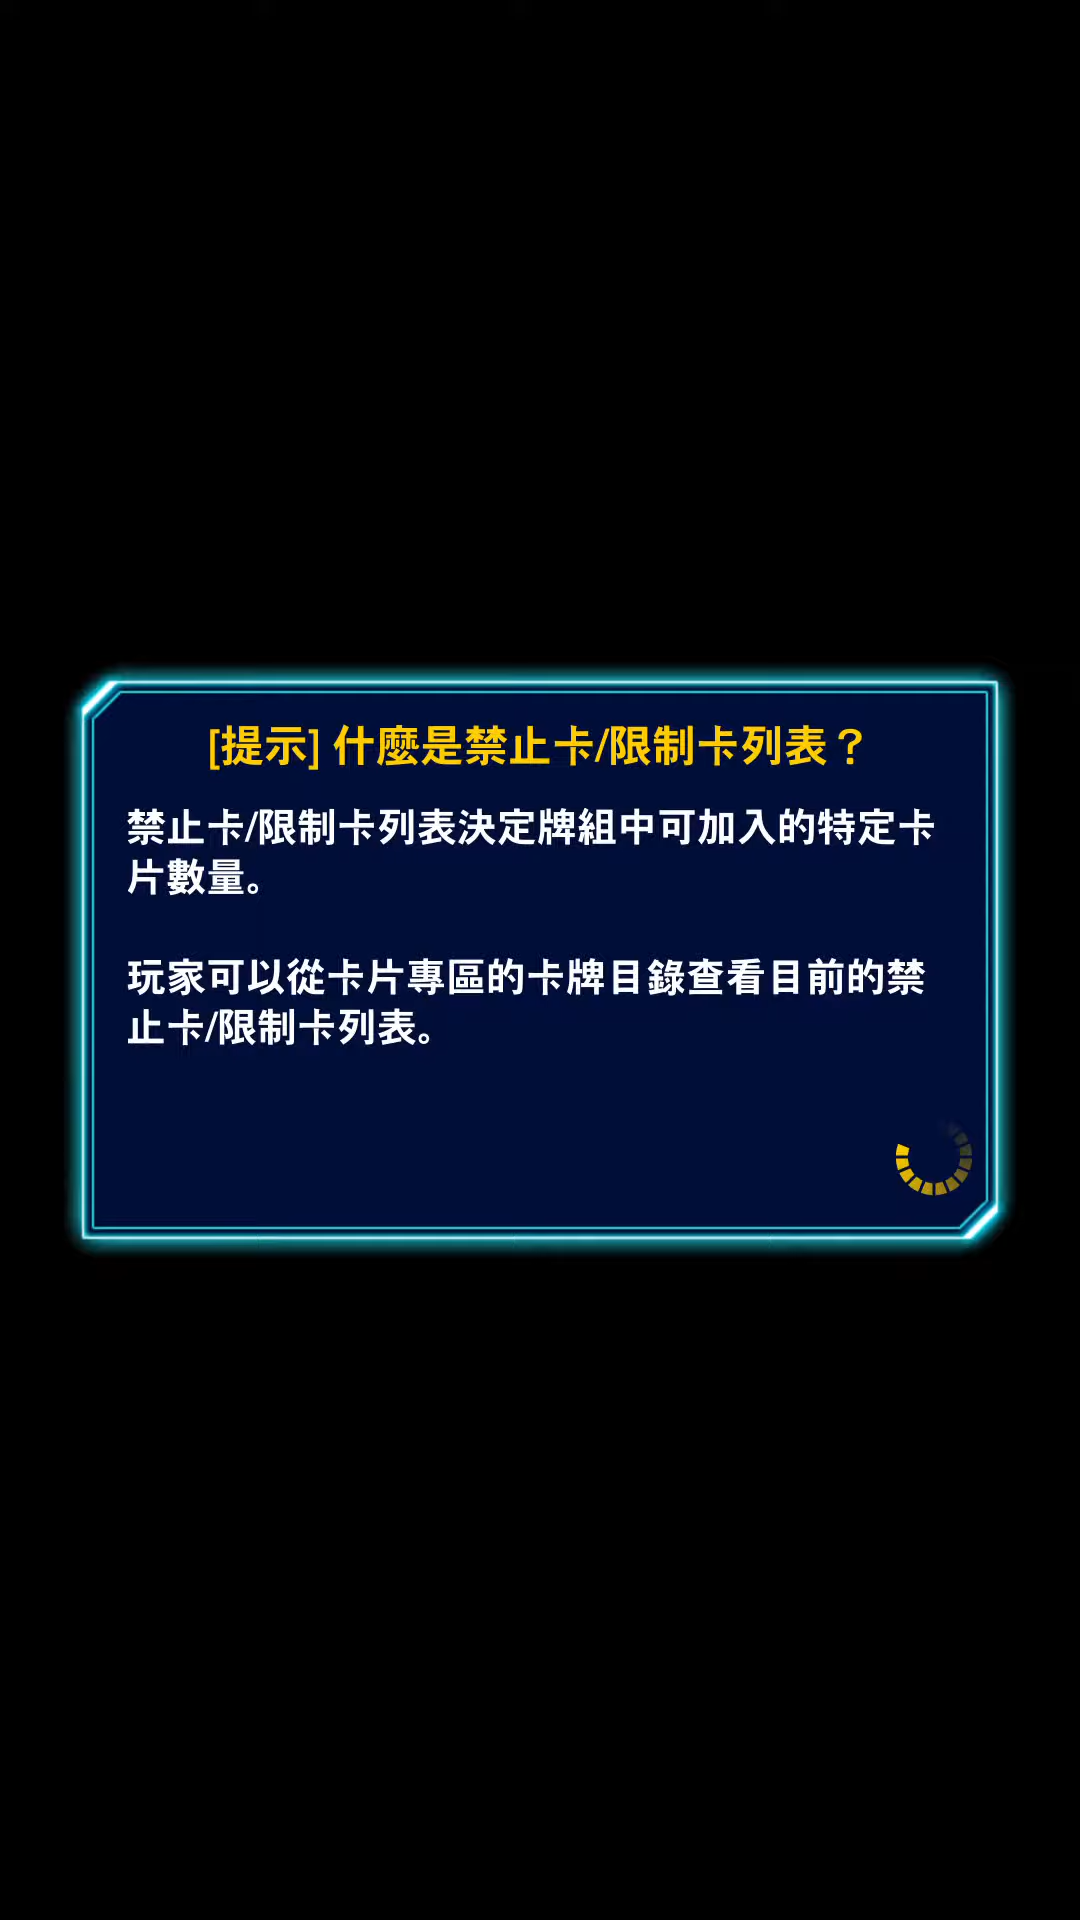 [提示] 什麼是禁止卡/限制卡列表？
禁止卡/限制卡列表決定牌組中可加入的特定卡
片數量。
玩家可以從卡片專區的卡牌目錄查看目前的禁
止卡/限制卡列表。